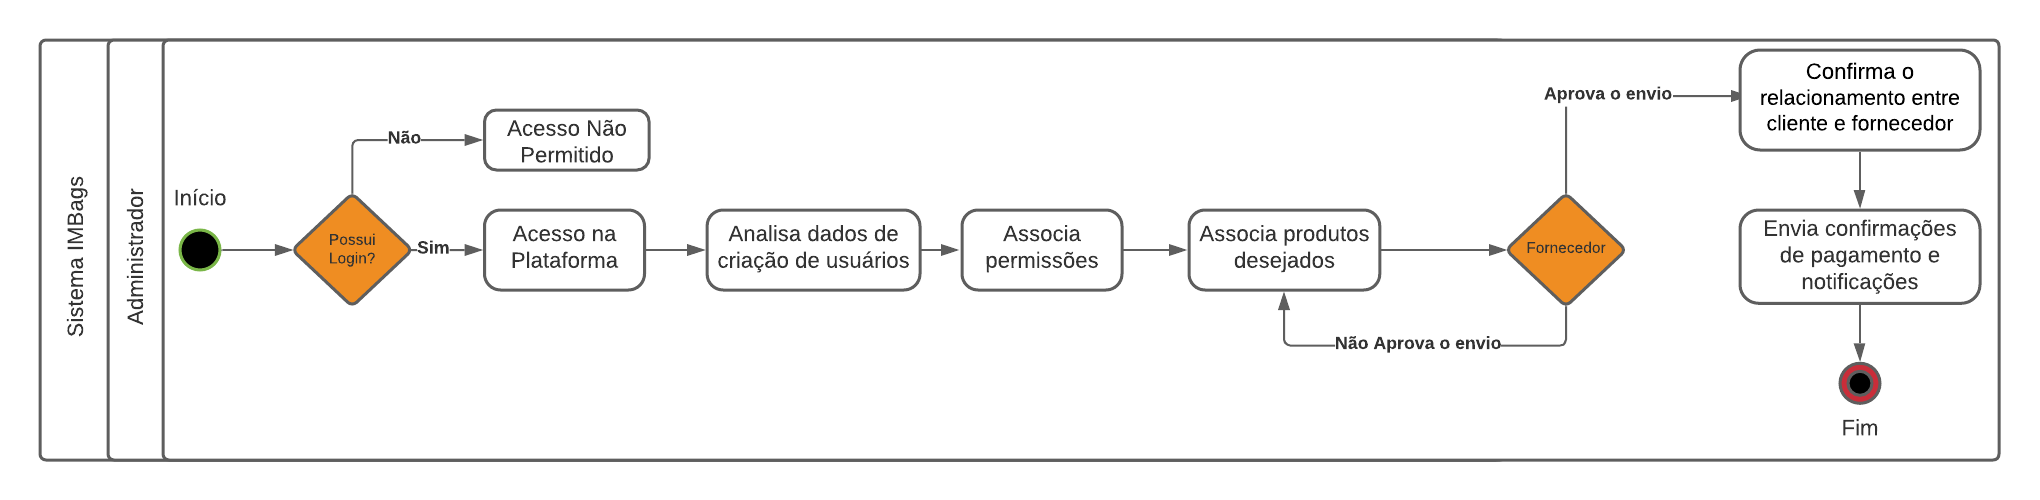 Sistema IMBags
Administrador
Início
Possui
Login?
Não
Acesso Não
Permitido
Sim
Acesso na
Plataforma
Analisa dados de
criação de usuários
Associa
permissões
Associa produtos
desejados
Fornecedor
Não Aprova o envio
Aprova o envio
Confirma o
relacionamento entre
cliente e fornecedor
Envia confirmações
de pagamento e
notificações
Fim